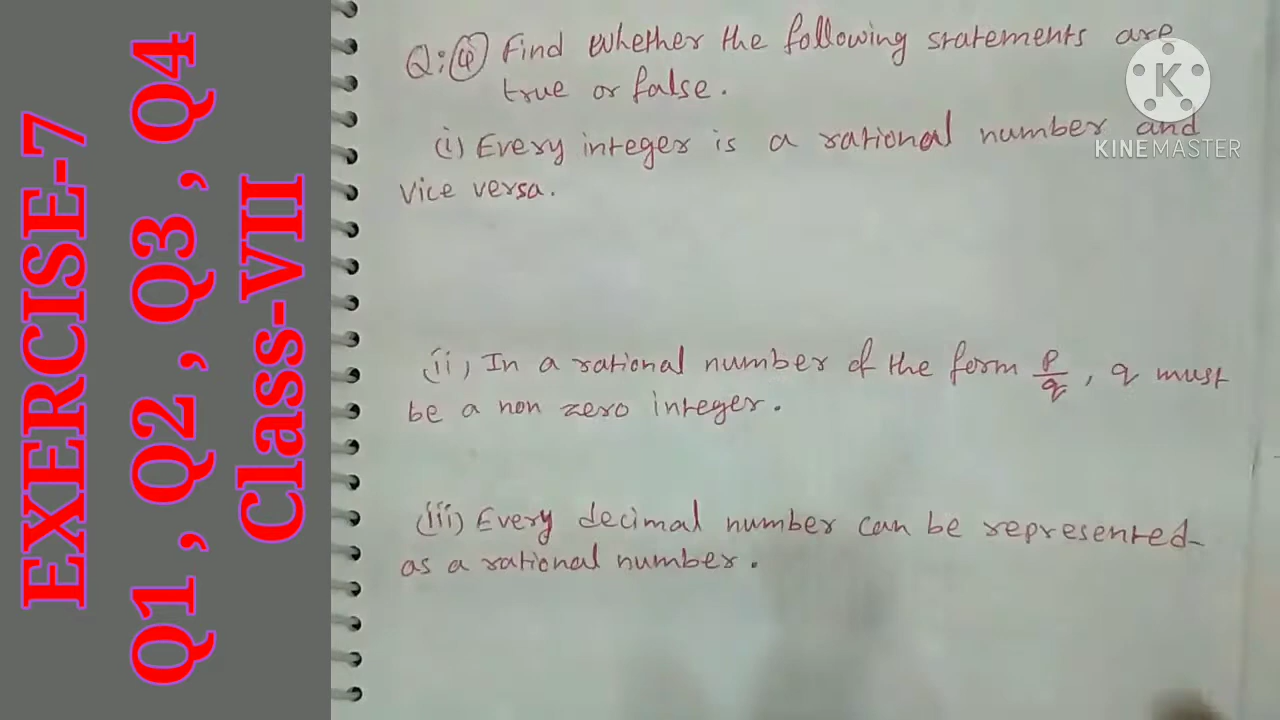 EXERCISE-7
Q1, Q2, Q3, Q4
Class-VII
Q:④ Find whether the following statements are
true or false.
(i) Every integer is a rational number and
vice versa.
(ii) In a rational number of the form p/q, q must
be a non zero integer.
(iii) Every decimal number can be represented
as a rational number.
K
KINEMASTER